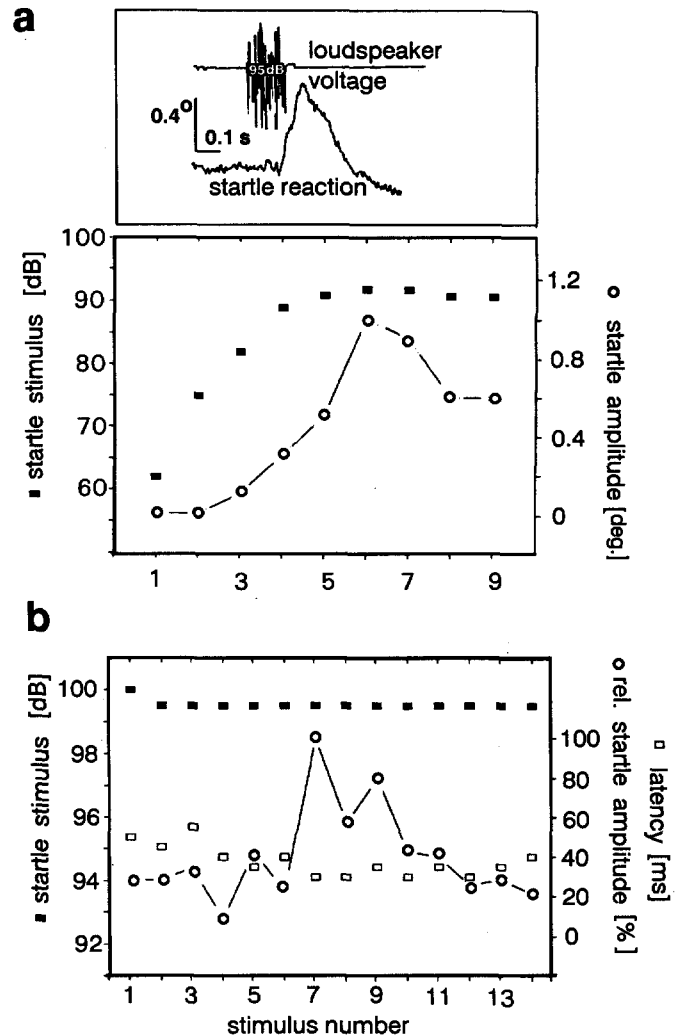 a
loudspeaker
95dB
voltage
0.4°
0.1 s
startle reaction
100
90
80
70
60
■ startle stimulus [dB]
1.2
0.8
0.4
0
○ startle amplitude [deg.]
1 3 5 7 9
b
100
98
96
94
92
■ startle stimulus [dB]
100
80
60
40
20
0
○ rel. startle amplitude [%]
□ latency [ms]
1 3 5 7 9 11 13
stimulus number